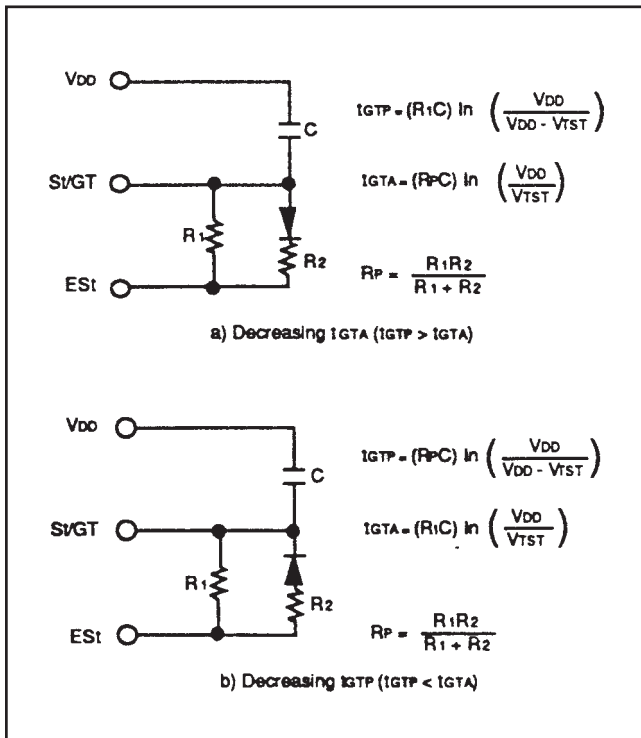 VDD
C
tGTP = (R1C) ln ( VDD / VDD - VTST )
St/GT
tGTA = (RPC) ln ( VDD / VTST )
R1
R2
ESt
RP = R1R2 / R1 + R2
a) Decreasing tGTA (tGTP > tGTA)
VDD
C
tGTP = (RPC) ln ( VDD / VDD - VTST )
St/GT
tGTA = (R1C) ln ( VDD / VTST )
R1
R2
ESt
RP = R1R2 / R1 + R2
b) Decreasing tGTP (tGTP < tGTA)